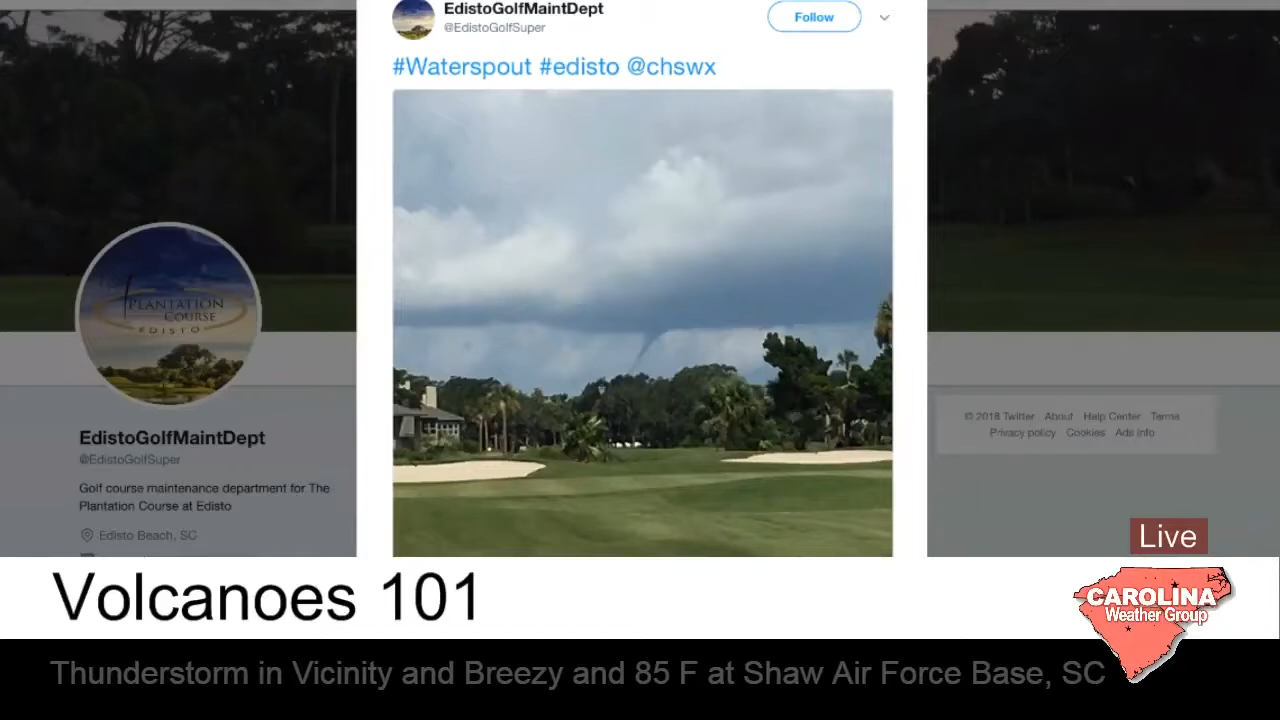 EdistoGolfMaintDept
@EdistoGolfSuper
Follow
#Waterspout #edisto @chswx
PLANTATION
COURSE
EDISTO
EdistoGolfMaintDept
@EdistoGolfSuper
Golf course maintenance department for The
Plantation Course at Edisto
Edisto Beach, SC
© 2018 Twitter About Help Center Terms
Privacy policy Cookies Ads info
Live
Volcanoes 101
CAROLINA
Weather Group
Thunderstorm in Vicinity and Breezy and 85 F at Shaw Air Force Base, SC